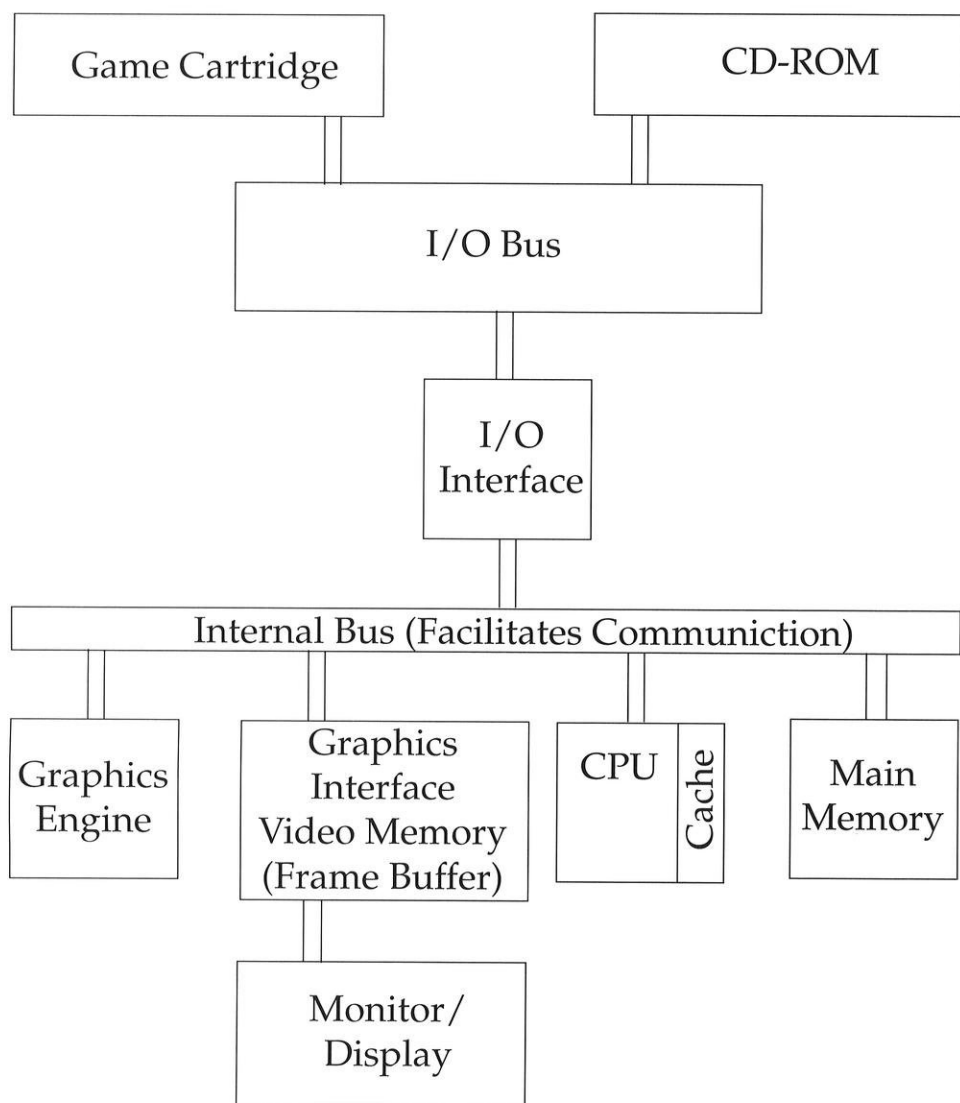 Game Cartridge
CD-ROM
I/O Bus
I/O
Interface
Internal Bus (Facilitates Communiction)
Graphics
Engine
Graphics
Interface
Video Memory
(Frame Buffer)
CPU
Cache
Main
Memory
Monitor/
Display